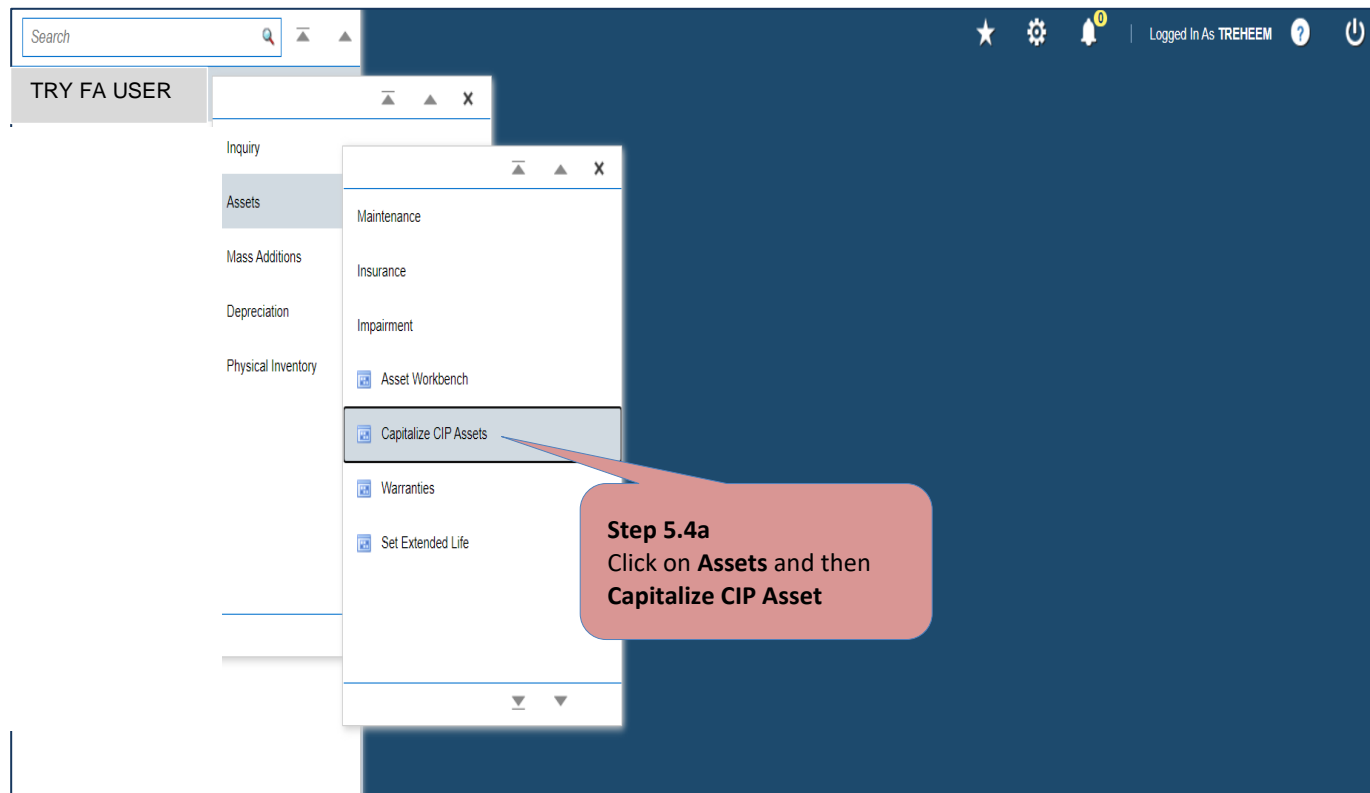 Search
0
Logged In As TREHEEM
?
TRY FA USER
X
Inquiry
X
Assets
Maintenance
Mass Additions
Insurance
Depreciation
Impairment
Physical Inventory
Asset Workbench
Capitalize CIP Assets
Warranties
Set Extended Life
Step 5.4a
Click on Assets and then
Capitalize CIP Asset